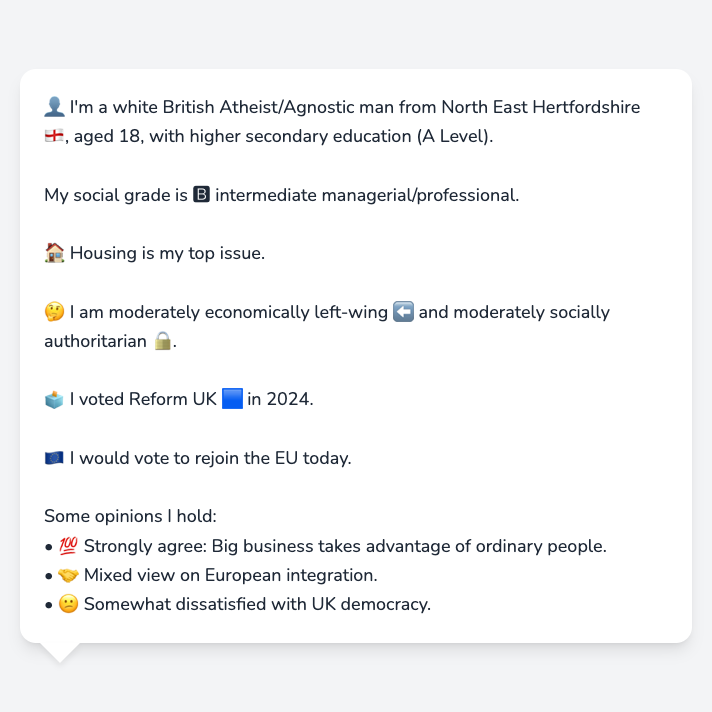 👤 I'm a white British Atheist/Agnostic man from North East Hertfordshire
🏴󠁧󠁢󠁥󠁮󠁧󠁿, aged 18, with higher secondary education (A Level).
My social grade is 🅱 intermediate managerial/professional.
🏠 Housing is my top issue.
🤔 I am moderately economically left-wing ⬅️ and moderately socially
authoritarian 🔒.
🗳️ I voted Reform UK 🟦 in 2024.
🇪🇺 I would vote to rejoin the EU today.
Some opinions I hold:
• 💯 Strongly agree: Big business takes advantage of ordinary people.
• 🤝 Mixed view on European integration.
• 😕 Somewhat dissatisfied with UK democracy.